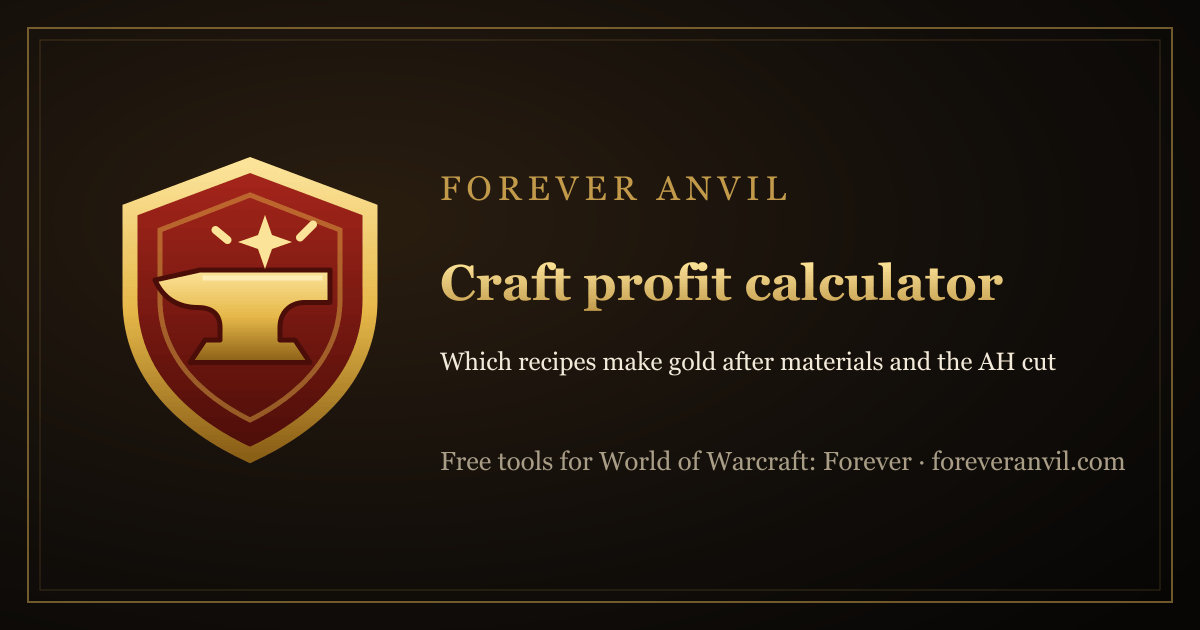 FOREVER ANVIL
Craft profit calculator
Which recipes make gold after materials and the AH cut
Free tools for World of Warcraft: Forever · foreveranvil.com